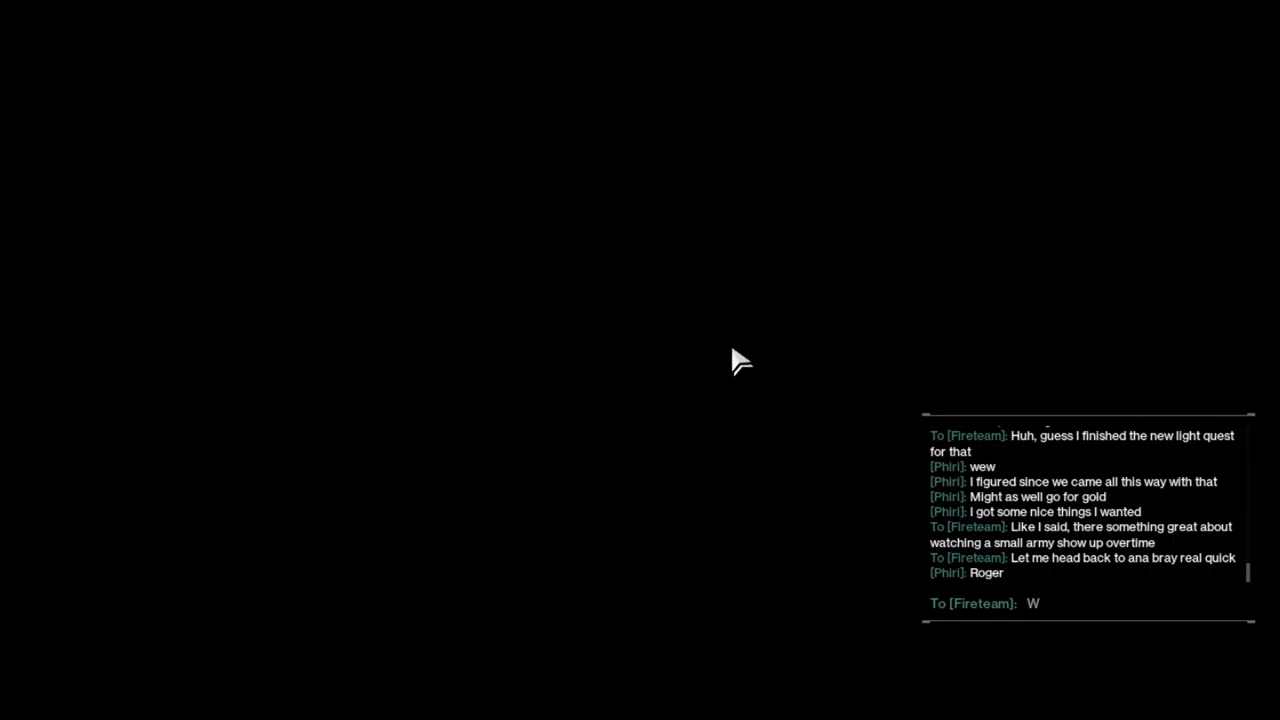 To [Fireteam]: Huh, guess I finished the new light quest
for that
[Phiri]: wew
[Phiri]: I figured since we came all this way with that
[Phiri]: Might as well go for gold
[Phiri]: I got some nice things I wanted
To [Fireteam]: Like I said, there something great about
watching a small army show up overtime
To [Fireteam]: Let me head back to ana bray real quick
[Phiri]: Roger
To [Fireteam]: W